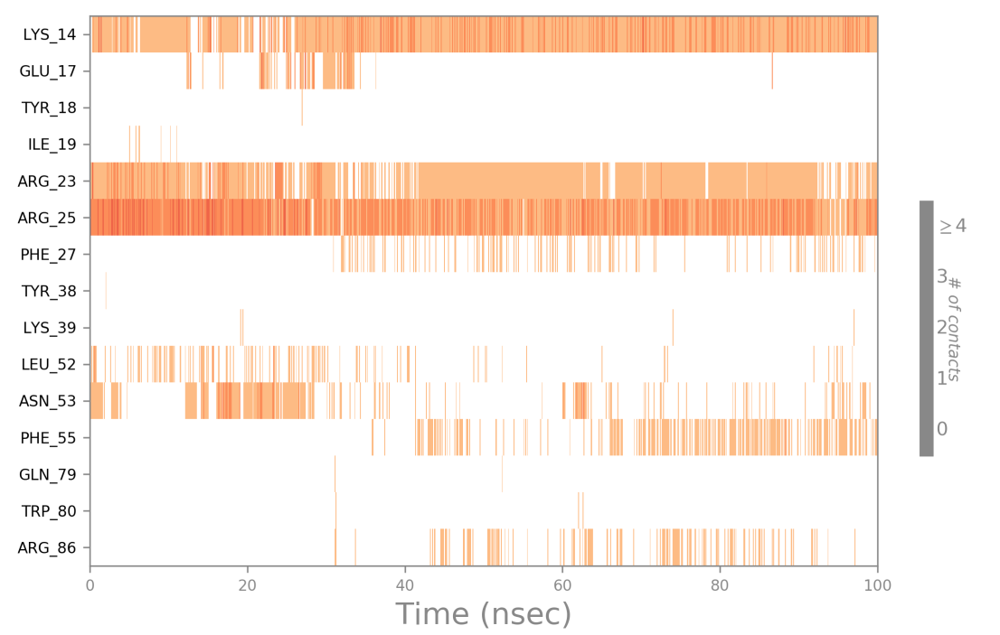 LYS_14
GLU_17
TYR_18
ILE_19
ARG_23
ARG_25
PHE_27
TYR_38
LYS_39
LEU_52
ASN_53
PHE_55
GLN_79
TRP_80
ARG_86
0 20 40 60 80 100
Time (nsec)
≥4
3
2
1
0
# of contacts